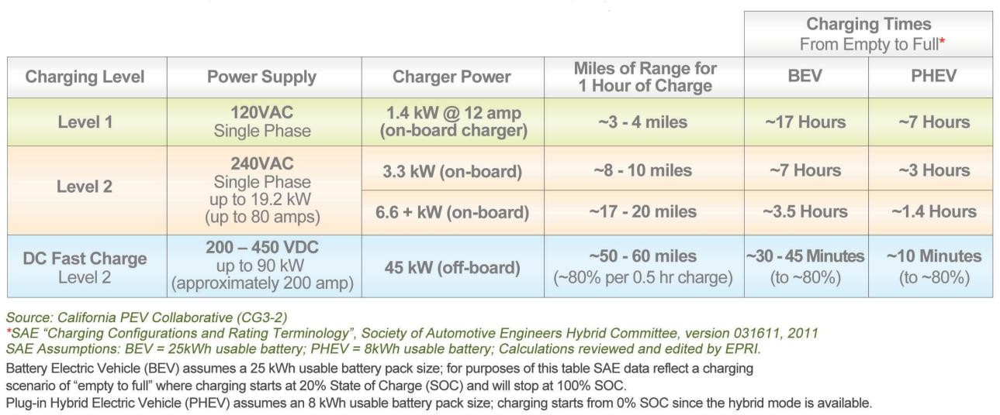 Charging Times
From Empty to Full*
Charging Level
Power Supply
Charger Power
Miles of Range for
1 Hour of Charge
BEV
PHEV
Level 1
120VAC
Single Phase
1.4 kW @ 12 amp
(on-board charger)
~3 - 4 miles
~17 Hours
~7 Hours
Level 2
240VAC
Single Phase
up to 19.2 kW
(up to 80 amps)
3.3 kW (on-board)
~8 - 10 miles
~7 Hours
~3 Hours
6.6 + kW (on-board)
~17 - 20 miles
~3.5 Hours
~1.4 Hours
DC Fast Charge
Level 2
200 – 450 VDC
up to 90 kW
(approximately 200 amp)
45 kW (off-board)
~50 - 60 miles
(~80% per 0.5 hr charge)
~30 - 45 Minutes
(to ~80%)
~10 Minutes
(to ~80%)
Source: California PEV Collaborative (CG3-2)
*SAE “Charging Configurations and Rating Terminology”, Society of Automotive Engineers Hybrid Committee, version 031611, 2011
SAE Assumptions: BEV = 25kWh usable battery; PHEV = 8kWh usable battery; Calculations reviewed and edited by EPRI.
Battery Electric Vehicle (BEV) assumes a 25 kWh usable battery pack size; for purposes of this table SAE data reflect a charging
scenario of “empty to full” where charging starts at 20% State of Charge (SOC) and will stop at 100% SOC.
Plug-in Hybrid Electric Vehicle (PHEV) assumes an 8 kWh usable battery pack size; charging starts from 0% SOC since the hybrid mode is available.